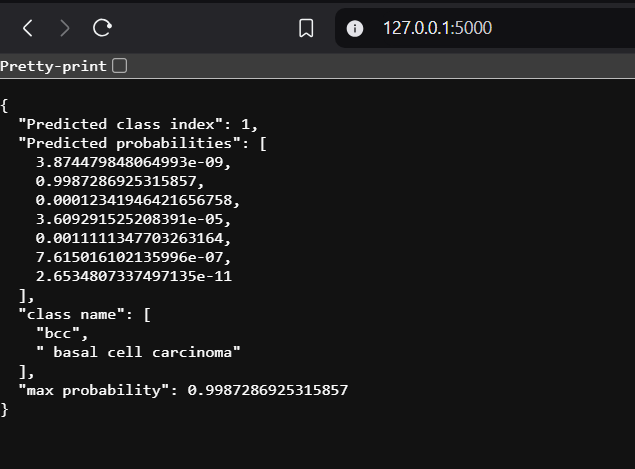 127.0.0.1:5000
Pretty-print
{
  "Predicted class index": 1,
  "Predicted probabilities": [
    3.874479848064993e-09,
    0.9987286925315857,
    0.00012341946421656758,
    3.609291525208391e-05,
    0.0011111347703263164,
    7.615016102135996e-07,
    2.6534807337497135e-11
  ],
  "class name": [
    "bcc",
    " basal cell carcinoma"
  ],
  "max probability": 0.9987286925315857
}